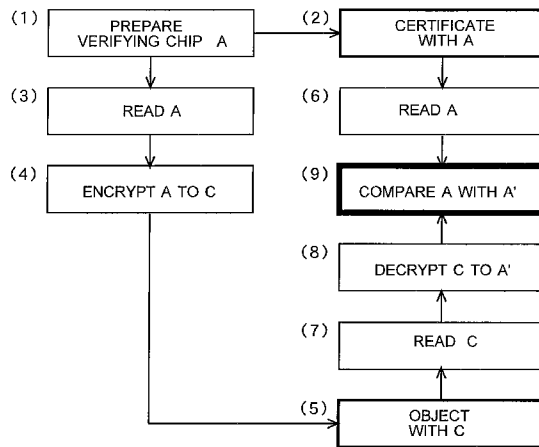 (1) PREPARE
VERIFYING CHIP A
(2) CERTIFICATE
WITH A
(3) READ A
(6) READ A
(4) ENCRYPT A TO C
(9) COMPARE A WITH A'
(8) DECRYPT C TO A'
(7) READ C
(5) OBJECT
WITH C